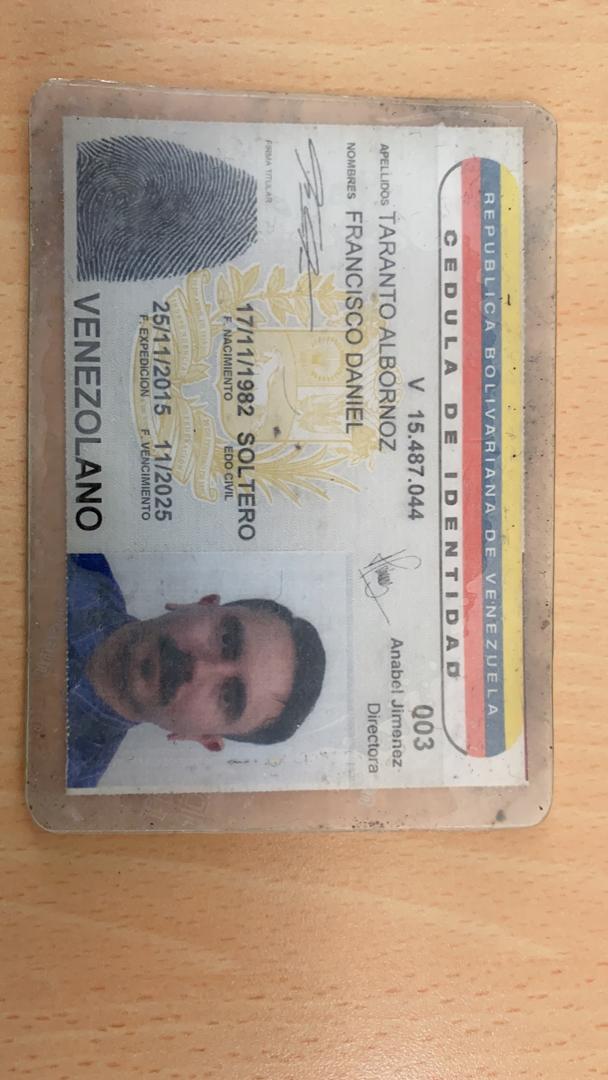 REPUBLICA BOLIVARIANA DE VENEZUELA
CEDULA DE IDENTIDAD
V 15.487.044
003
APELLIDOS TARANTO ALBORNOZ
Anabel Jimenez
Directora
NOMBRES FRANCISCO DANIEL
FIRMA TITULAR
17/11/1982 SOLTERO
F. NACIMIENTO EDO CIVIL
25/11/2015 11/2025
F. EXPEDICION F. VENCIMIENTO
VENEZOLANO